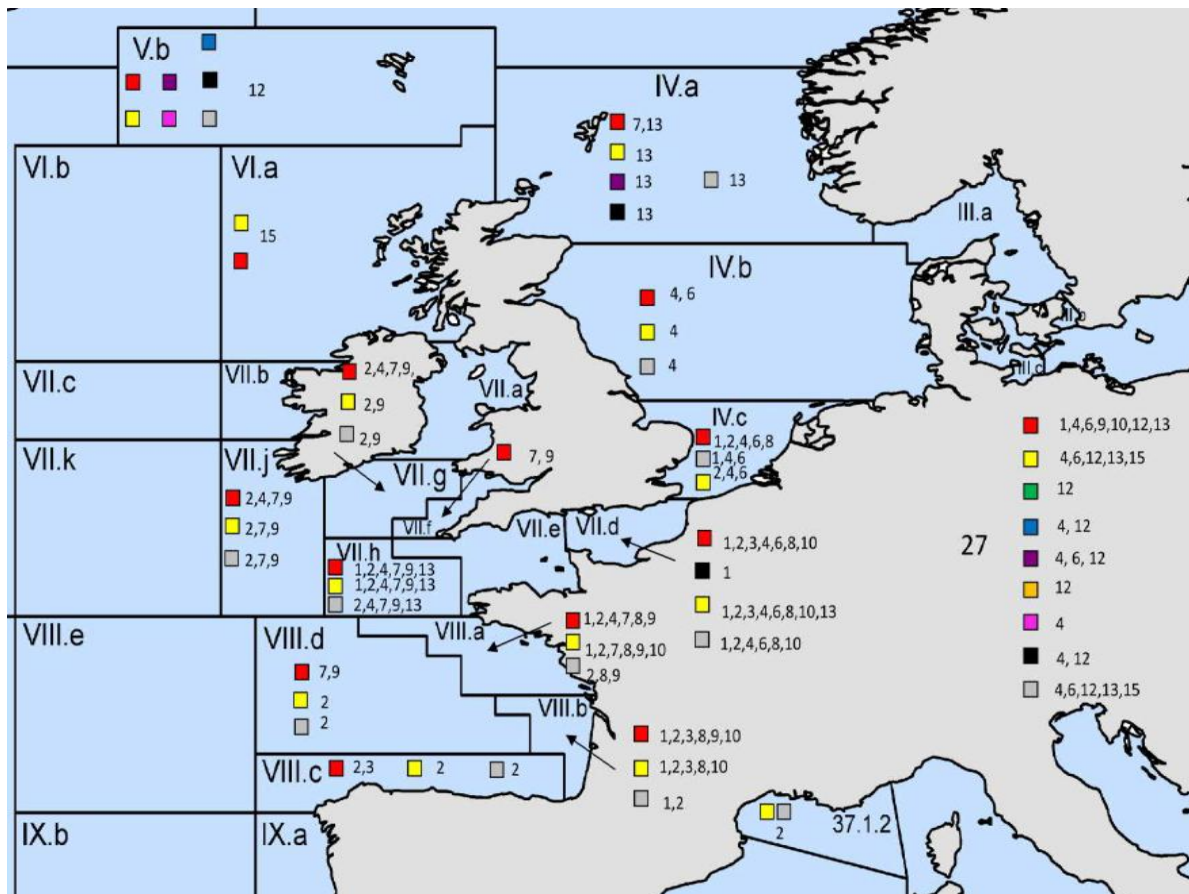 V.b
12
IV.a
7,13
13
13
13
13
VI.b
VI.a
15
III.a
IV.b
4, 6
4
4
III.c
VII.c
VII.b
2,4,7,9,
2,9
2,9
VII.a
7, 9
IV.c
1,2,4,6,8
1,4,6
2,4,6
VII.k
VII.j
2,4,7,9
2,7,9
2,7,9
VII.g
VII.f
VII.e
VII.d
VII.h
1,2,4,7,9,13
1,2,4,7,9,13
2,4,7,9,13
1,2,3,4,6,8,10
1
1,2,3,4,6,8,10,13
1,2,4,6,8,10
27
1,4,6,9,10,12,13
4,6,12,13,15
12
4, 12
4, 6, 12
12
4
4, 12
4,6,12,13,15
VIII.e
VIII.d
7,9
2
2
VIII.a
1,2,4,7,8,9
1,2,7,8,9,10
2,8,9
VIII.b
1,2,3,8,9,10
1,2,3,8,10
1,2
VIII.c
2,3
2
2
IX.b
IX.a
2
37.1.2